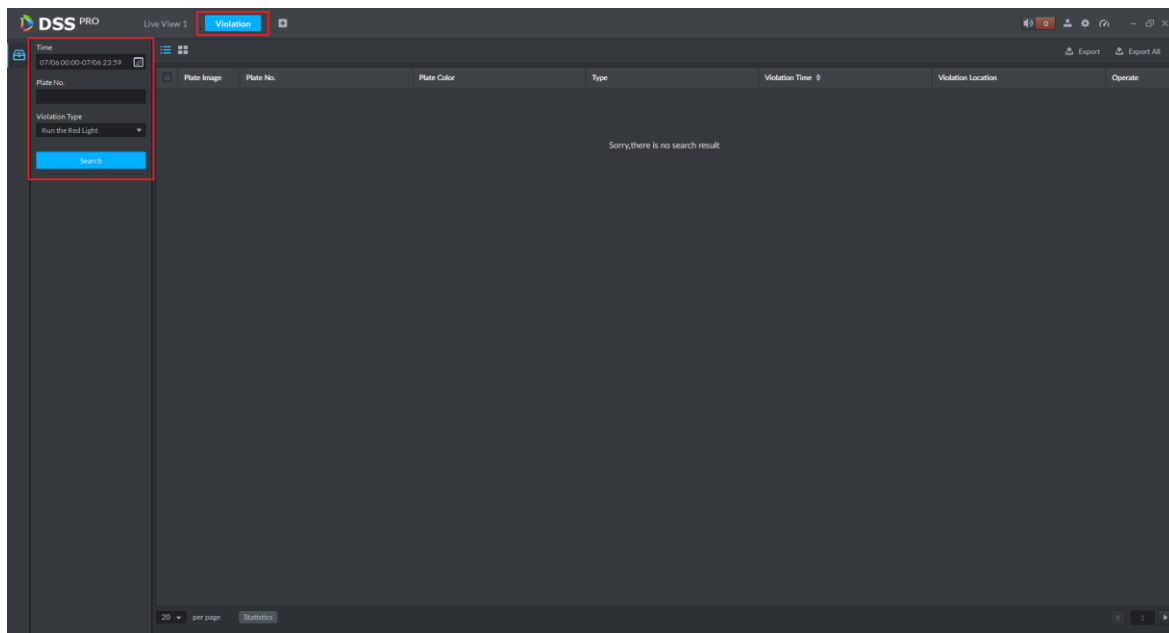 DSS PRO Live View 1 Violation 0
Time
07/06 00:00-07/06 23:59
Export Export All
Plate Image Plate No. Plate Color Type Violation Time Violation Location Operate
Plate No.
Violation Type
Run the Red Light
Sorry,there is no search result
Search
20 per page Statistics 1